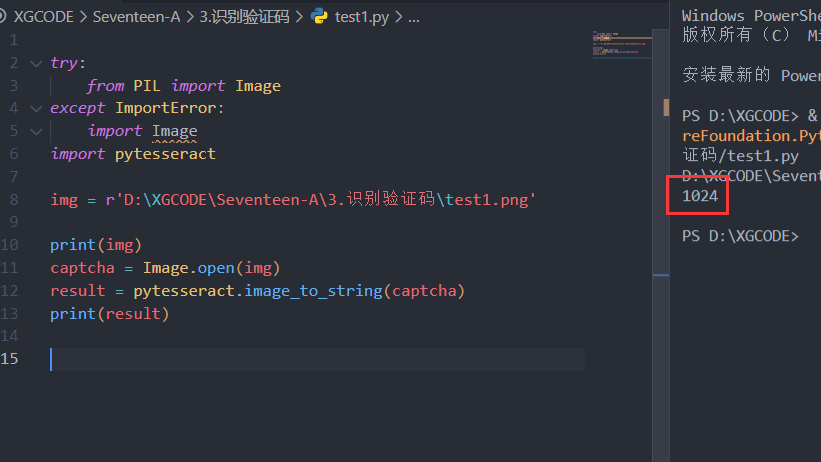 XGCODE > Seventeen-A > 3.识别验证码 > test1.py > ...
1
2 try:
3 from PIL import Image
4 except ImportError:
5 import Image
6 import pytesseract
7
8 img = r'D:\XGCODE\Seventeen-A\3.识别验证码\test1.png'
9
10 print(img)
11 captcha = Image.open(img)
12 result = pytesseract.image_to_string(captcha)
13 print(result)
14
15
Windows PowerShe
版权所有（C） Mi
安装最新的 Power
PS D:\XGCODE> &
reFoundation.Pyt
证码/test1.py
D:\XGCODE\Sevent
1024
PS D:\XGCODE>